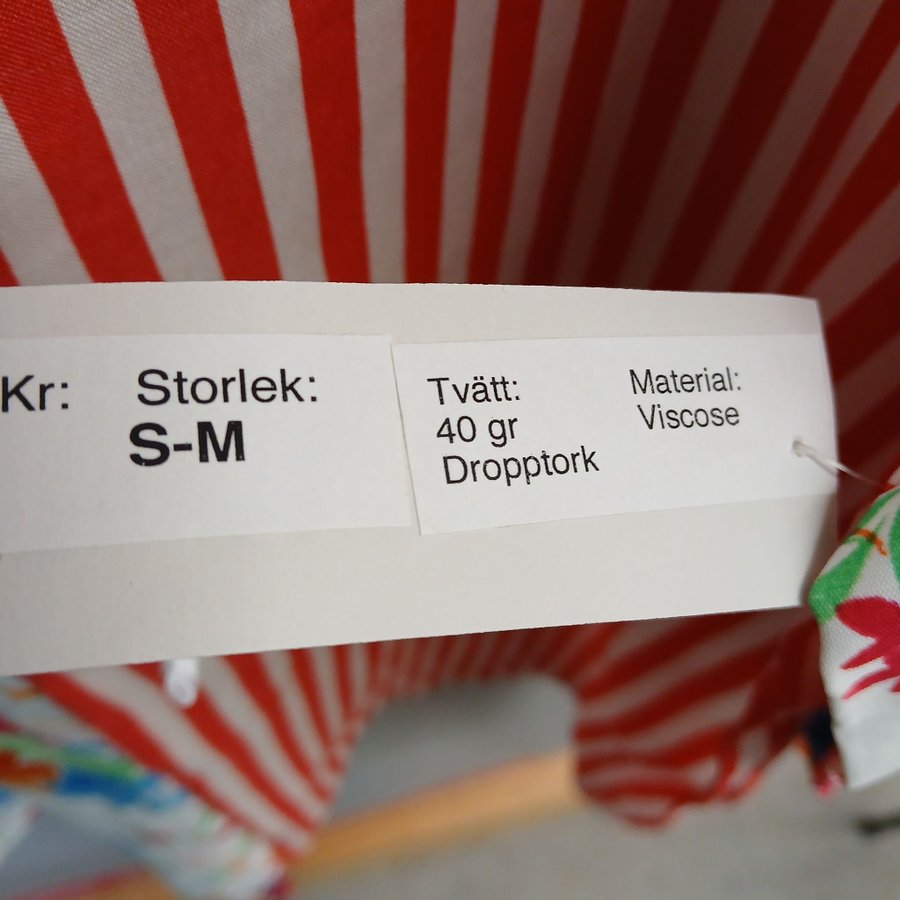 Kr:
Storlek:
S-M
Tvätt:
40 gr
Dropptork
Material:
Viscose